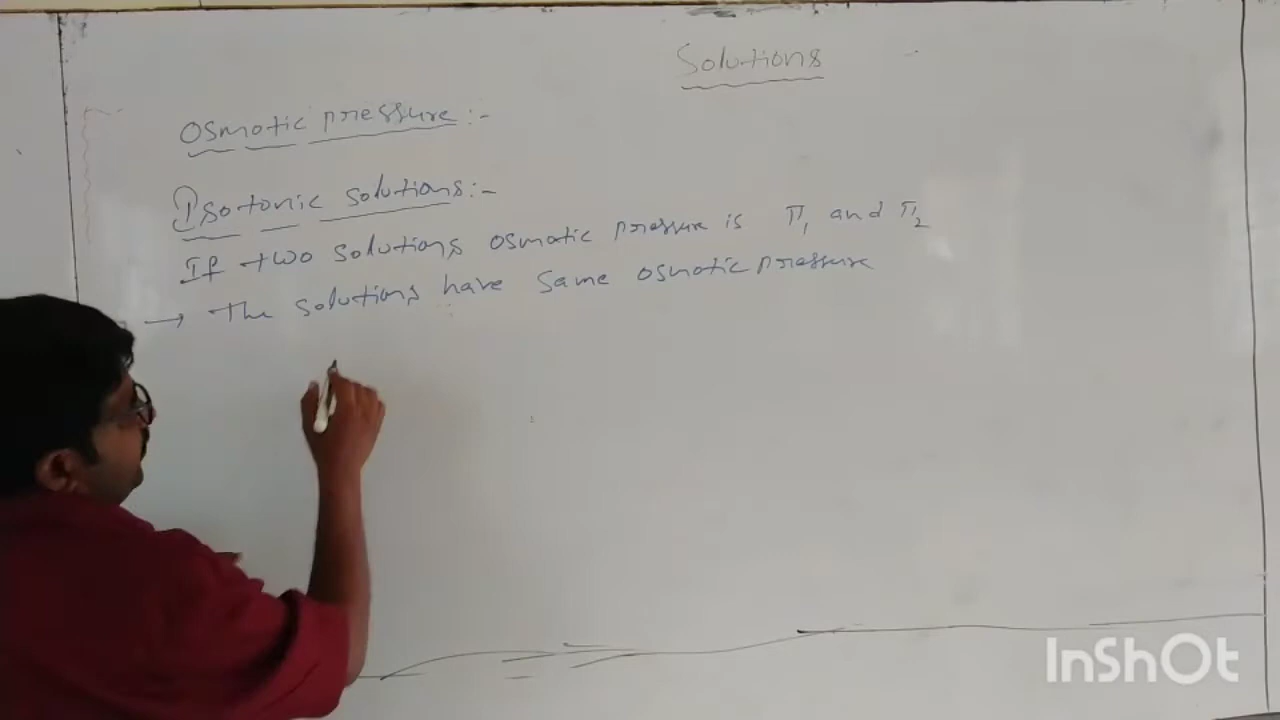 Solutions
Osmotic pressure :-
Isotonic solutions :-
If two solutions osmotic pressure is π₁ and π₂
→ The solutions have same osmotic pressure
InShOt